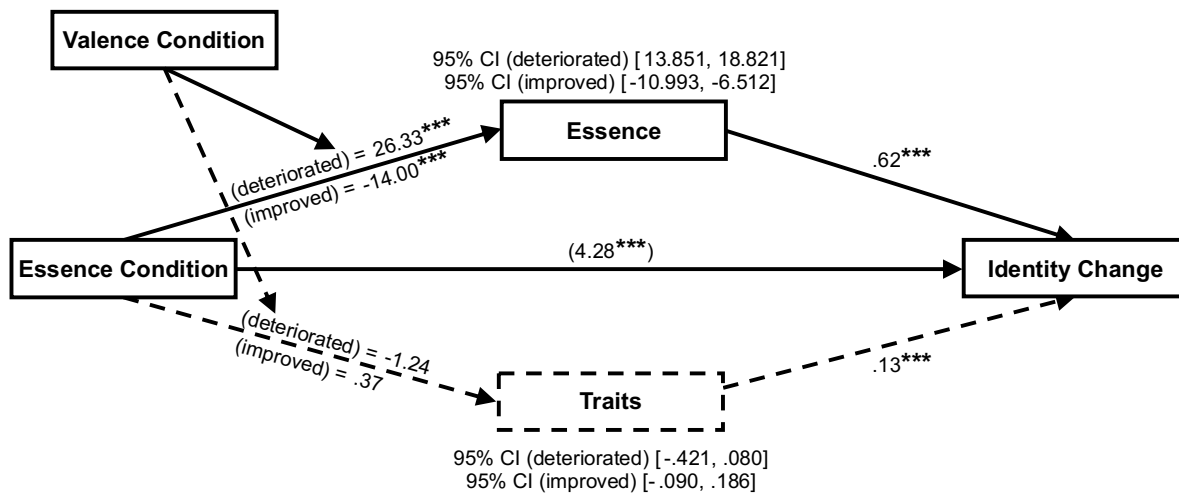 Valence Condition
95% CI (deteriorated) [13.851, 18.821]
95% CI (improved) [-10.993, -6.512]
Essence
(deteriorated) = 26.33***
(improved) = -14.00***
.62***
Essence Condition
(4.28***)
Identity Change
(deteriorated) = -1.24
(improved) = .37
.13***
Traits
95% CI (deteriorated) [-.421, .080]
95% CI (improved) [-.090, .186]